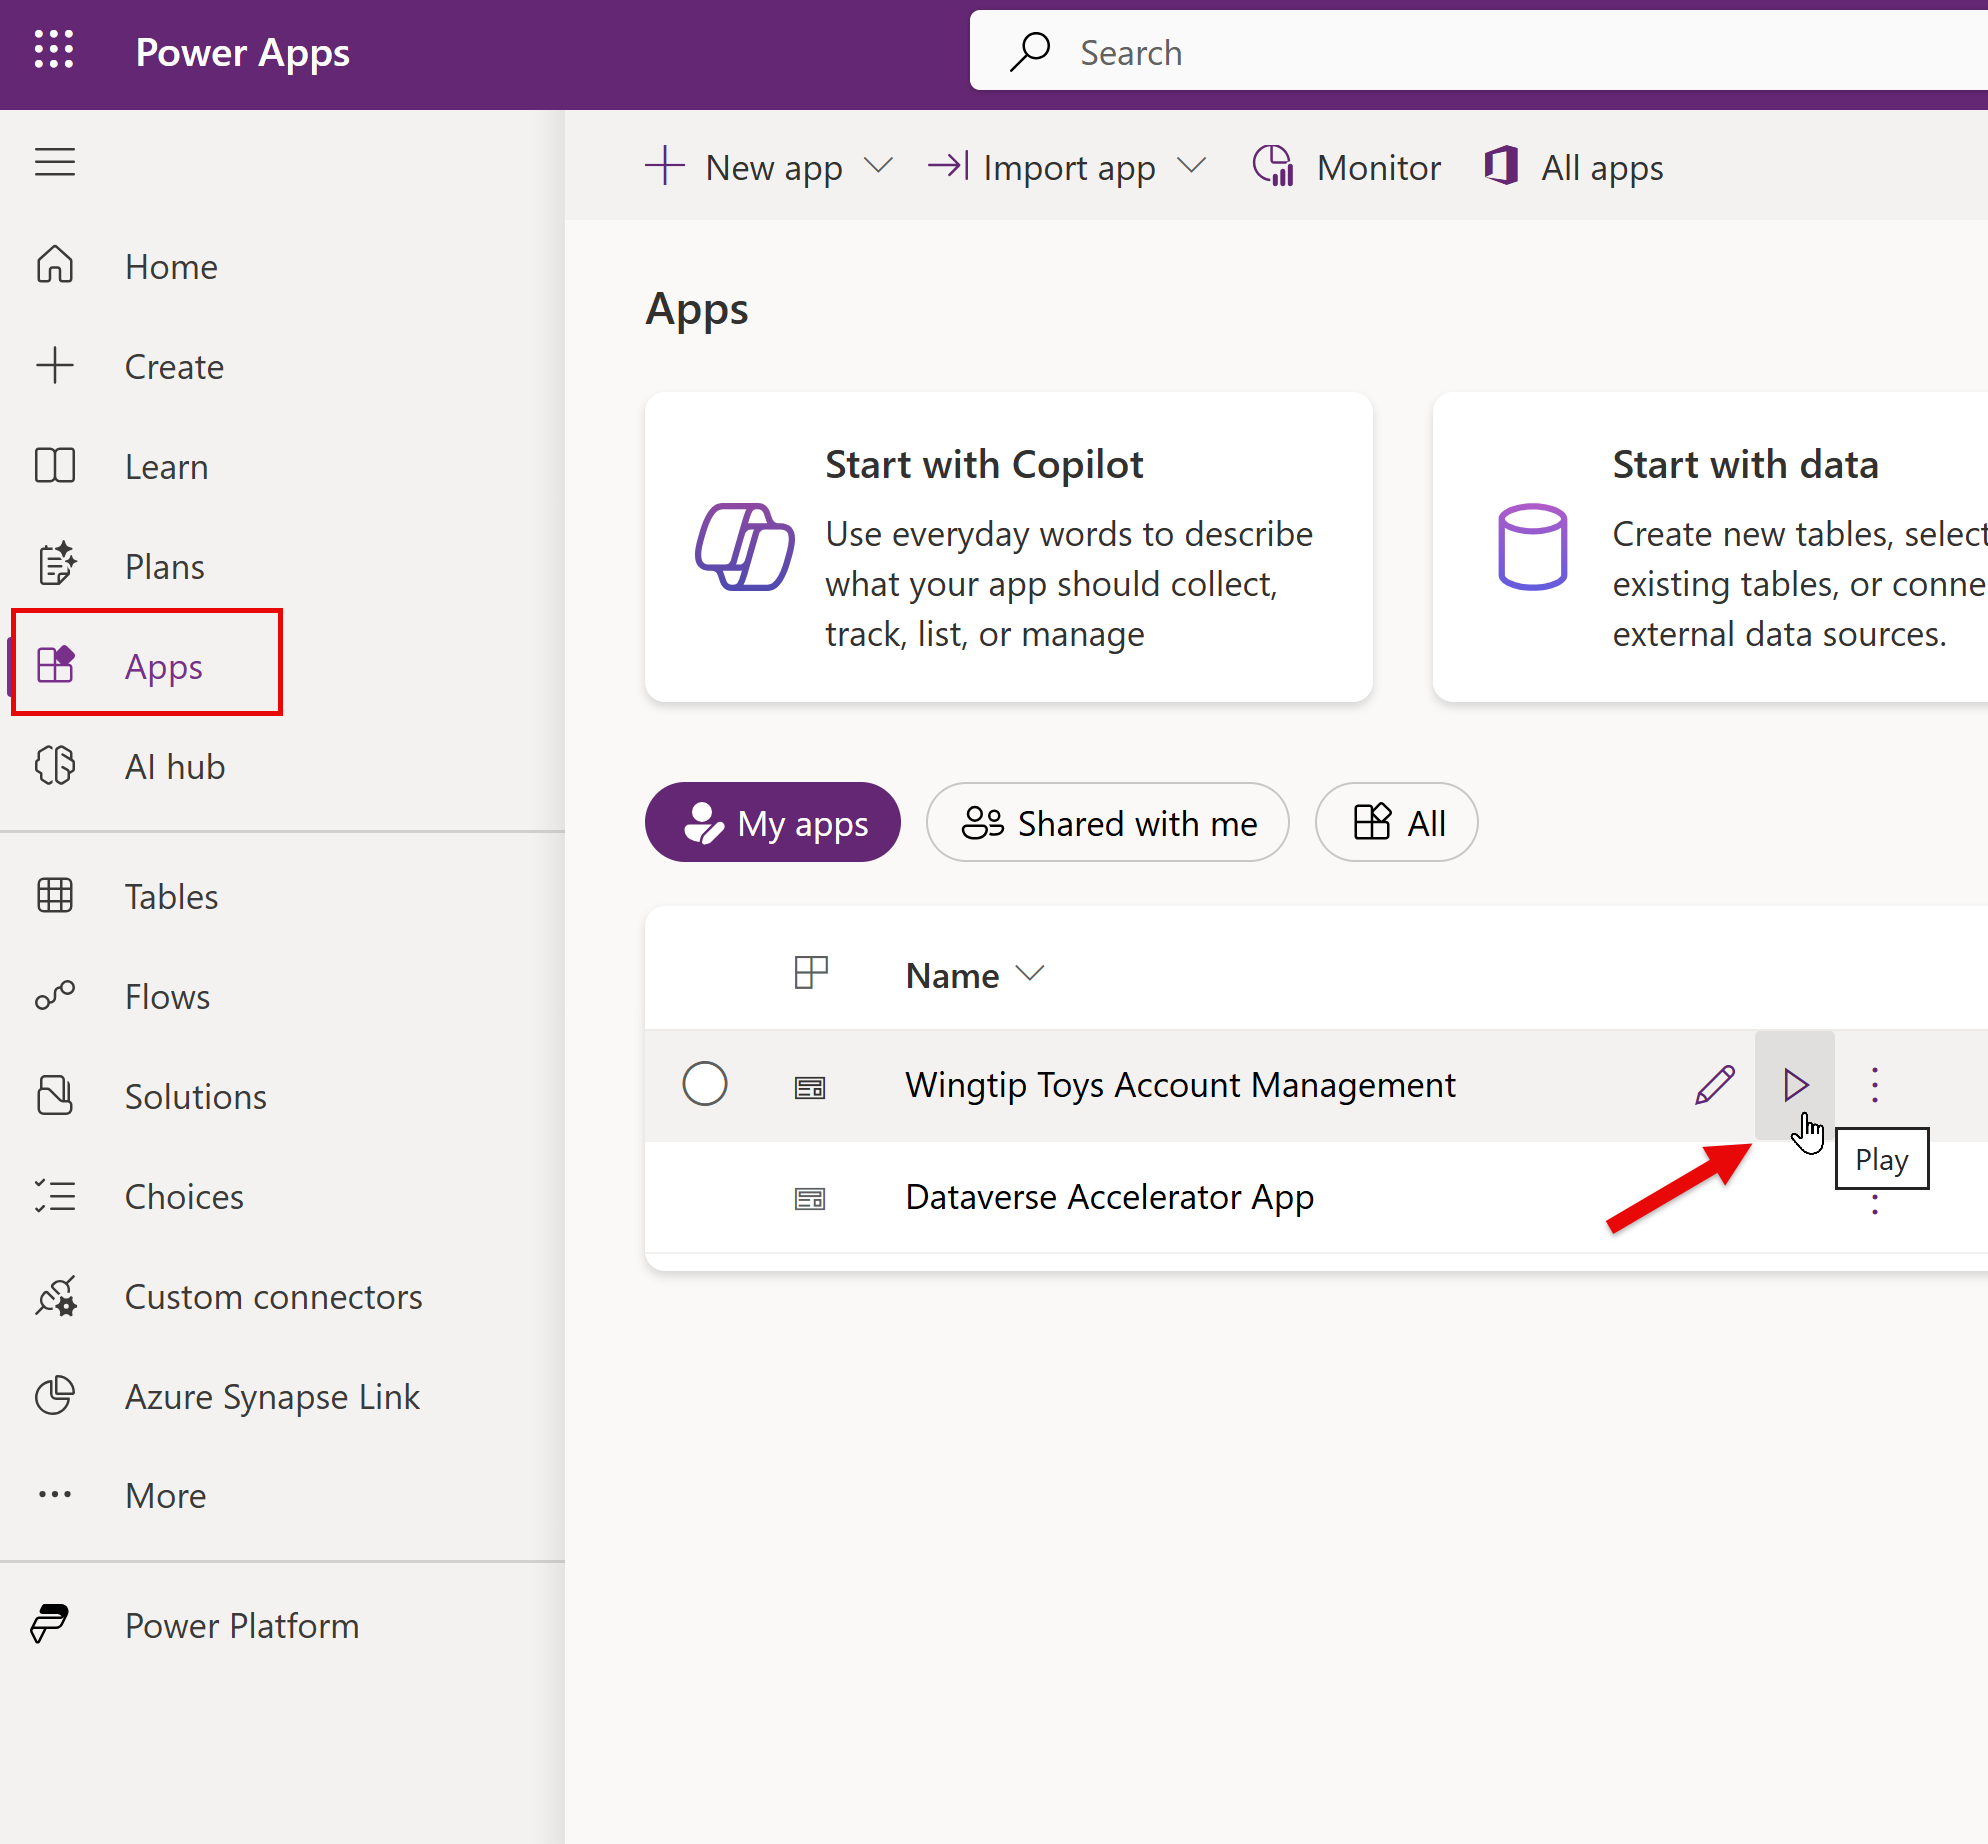 Power Apps
Search
New app
Import app
Monitor
All apps
Home
Create
Learn
Plans
Apps
AI hub
Tables
Flows
Solutions
Choices
Custom connectors
Azure Synapse Link
More
Power Platform
Apps
Start with Copilot
Use everyday words to describe
what your app should collect,
track, list, or manage
Start with data
Create new tables, select
existing tables, or conne
external data sources.
My apps
Shared with me
All
Name
Wingtip Toys Account Management
Play
Dataverse Accelerator App